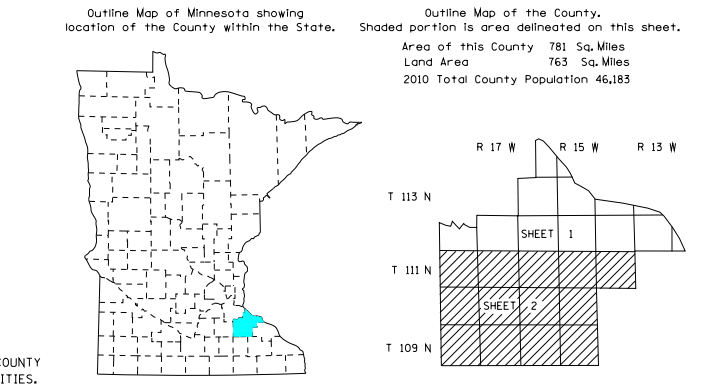 Outline Map of Minnesota showing
location of the County within the State.
Outline Map of the County.
Shaded portion is area delineated on this sheet.
Area of this County 781 Sq. Miles
Land Area 763 Sq. Miles
2010 Total County Population 46,183
R 17 W R 15 W R 13 W
T 113 N
SHEET 1
T 111 N
SHEET 2
T 109 N
COUNTY
ITIES.